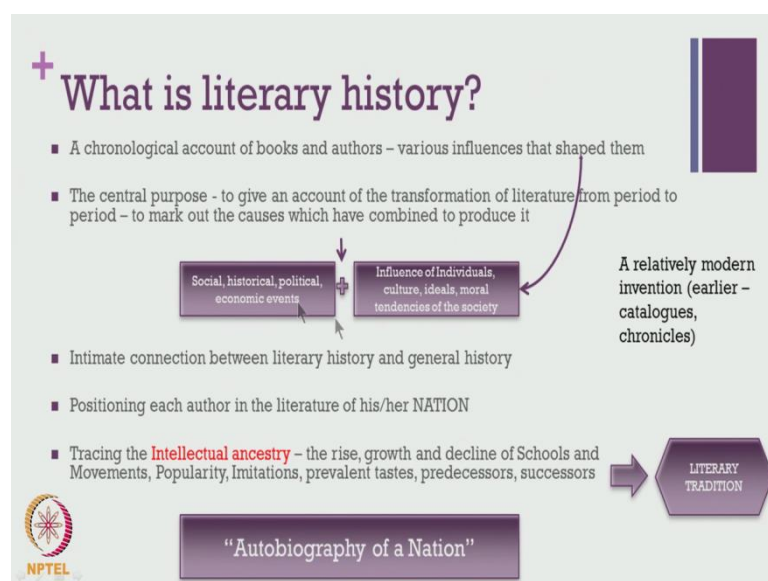 What is literary history?
A chronological account of books and authors – various influences that shaped them
The central purpose - to give an account of the transformation of literature from period to
period – to mark out the causes which have combined to produce it
Social, historical, political,
economic events
Influence of Individuals,
culture, ideals, moral
tendencies of the society
A relatively modern
invention (earlier –
catalogues,
chronicles)
Intimate connection between literary history and general history
Positioning each author in the literature of his/her NATION
Tracing the Intellectual ancestry – the rise, growth and decline of Schools and
Movements, Popularity, Imitations, prevalent tastes, predecessors, successors
LITERARY
TRADITION
“Autobiography of a Nation”
NPTEL